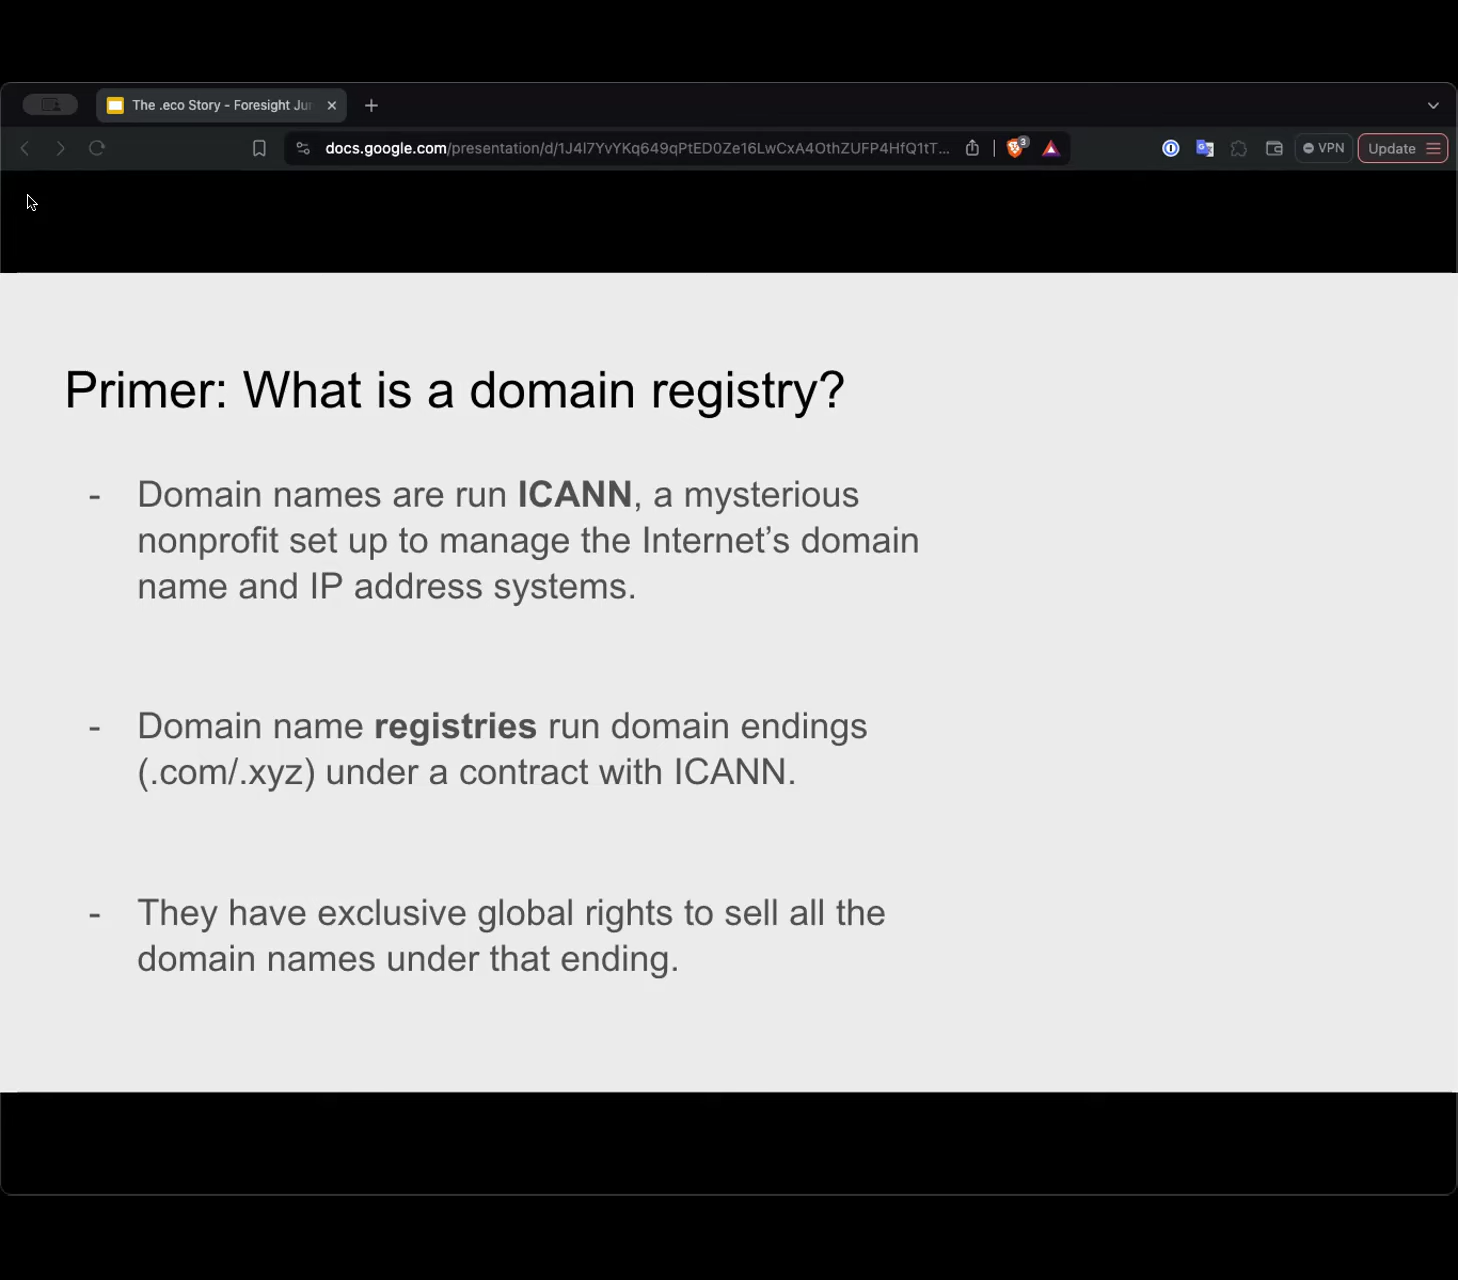 The .eco Story - Foresight Ju
docs.google.com/presentation/d/1J4I7YvYKq649qPtED0Ze16LwCxA4OthZUFP4HfQ1tT...
3
VPN
Update
Primer: What is a domain registry?
- Domain names are run ICANN, a mysterious
nonprofit set up to manage the Internet’s domain
name and IP address systems.
- Domain name registries run domain endings
(.com/.xyz) under a contract with ICANN.
- They have exclusive global rights to sell all the
domain names under that ending.